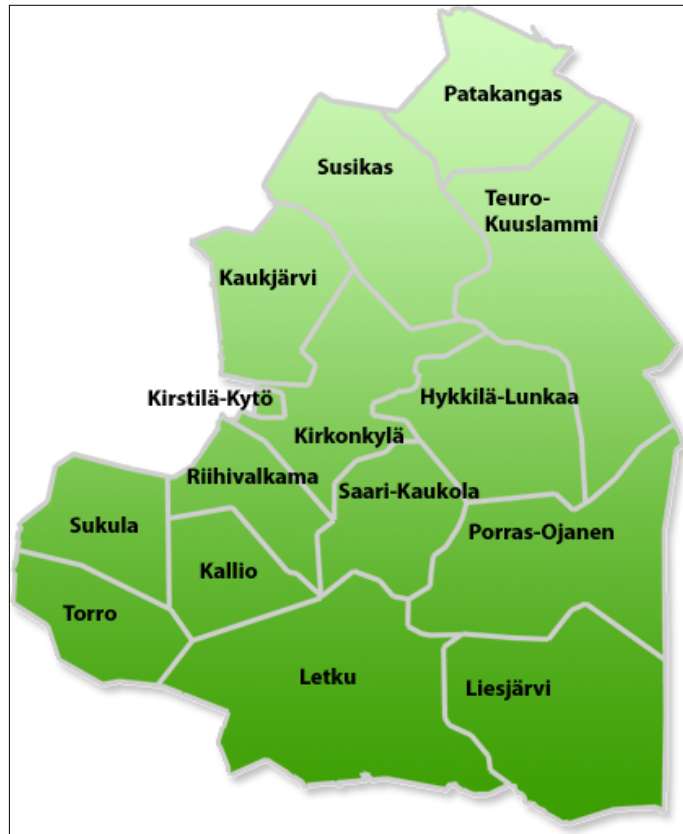 Patakangas
Susikas
Teuro-
Kuuslammi
Kaukjärvi
Kirstilä-Kytö
Hykkilä-Lunkaa
Kirkonkylä
Riihivalkama
Saari-Kaukola
Sukula
Porras-Ojanen
Kallio
Torro
Letku
Liesjärvi